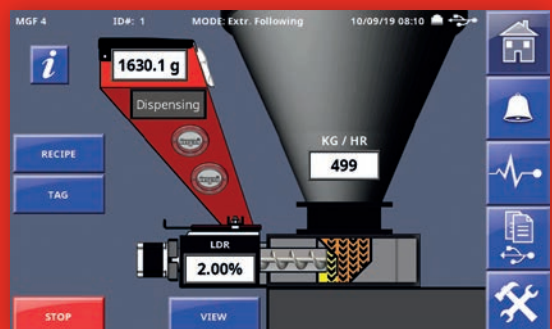 MGF 4 ID#: 1 MODE: Extr. Following 10/09/19 08:10
1630.1 g
Dispensing
KG / HR
499
RECIPE
TAG
LDR
2.00%
STOP
VIEW